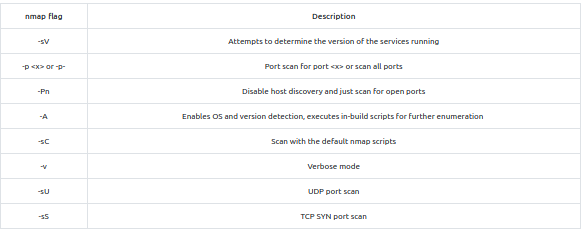 nmap flag Description
-sV Attempts to determine the version of the services running
-p <x> or -p- Port scan for port <x> or scan all ports
-Pn Disable host discovery and just scan for open ports
-A Enables OS and version detection, executes in-build scripts for further enumeration
-sC Scan with the default nmap scripts
-v Verbose mode
-sU UDP port scan
-sS TCP SYN port scan